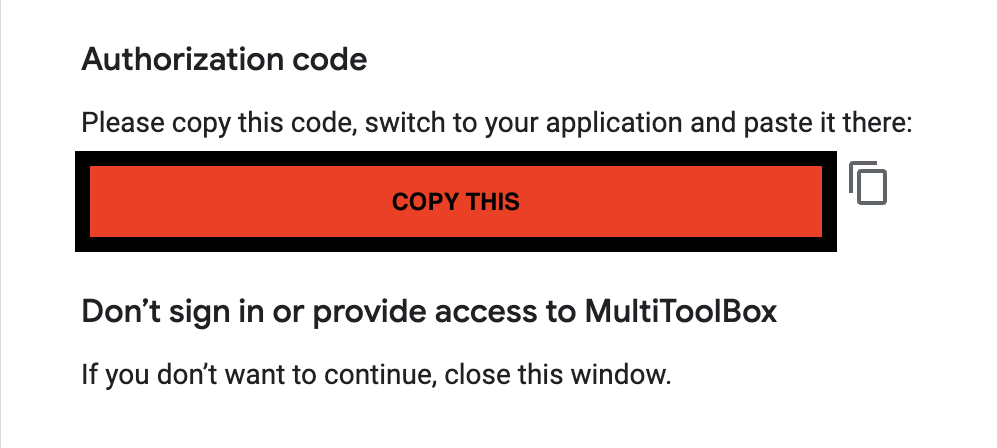 Authorization code
Please copy this code, switch to your application and paste it there:
COPY THIS
Don’t sign in or provide access to MultiToolBox
If you don’t want to continue, close this window.